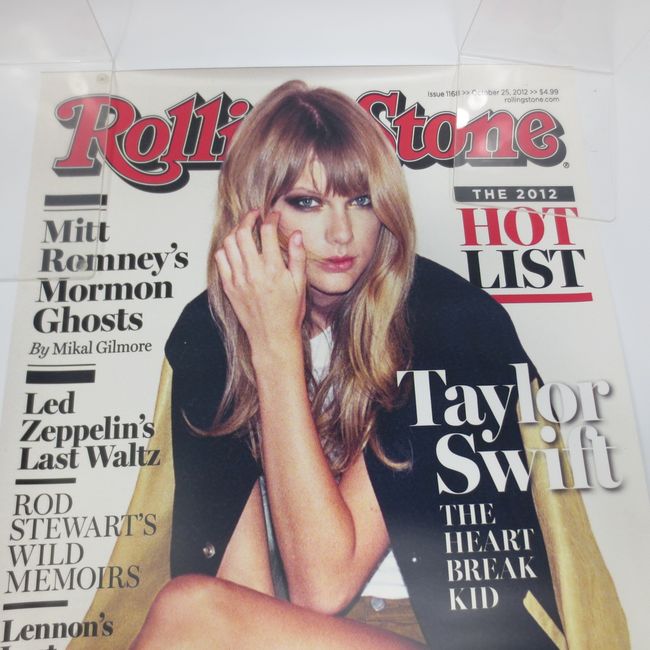 Issue 1168 >> October 25, 2012 >> $4.99
rollingstone.com
Rolling Stone
THE 2012
HOT
LIST
Mitt
Romney's
Mormon
Ghosts
By Mikal Gilmore
Led
Zeppelin's
Last Waltz
ROD
STEWART'S
WILD
MEMOIRS
Lennon's
Taylor
Swift
THE
HEART
BREAK
KID